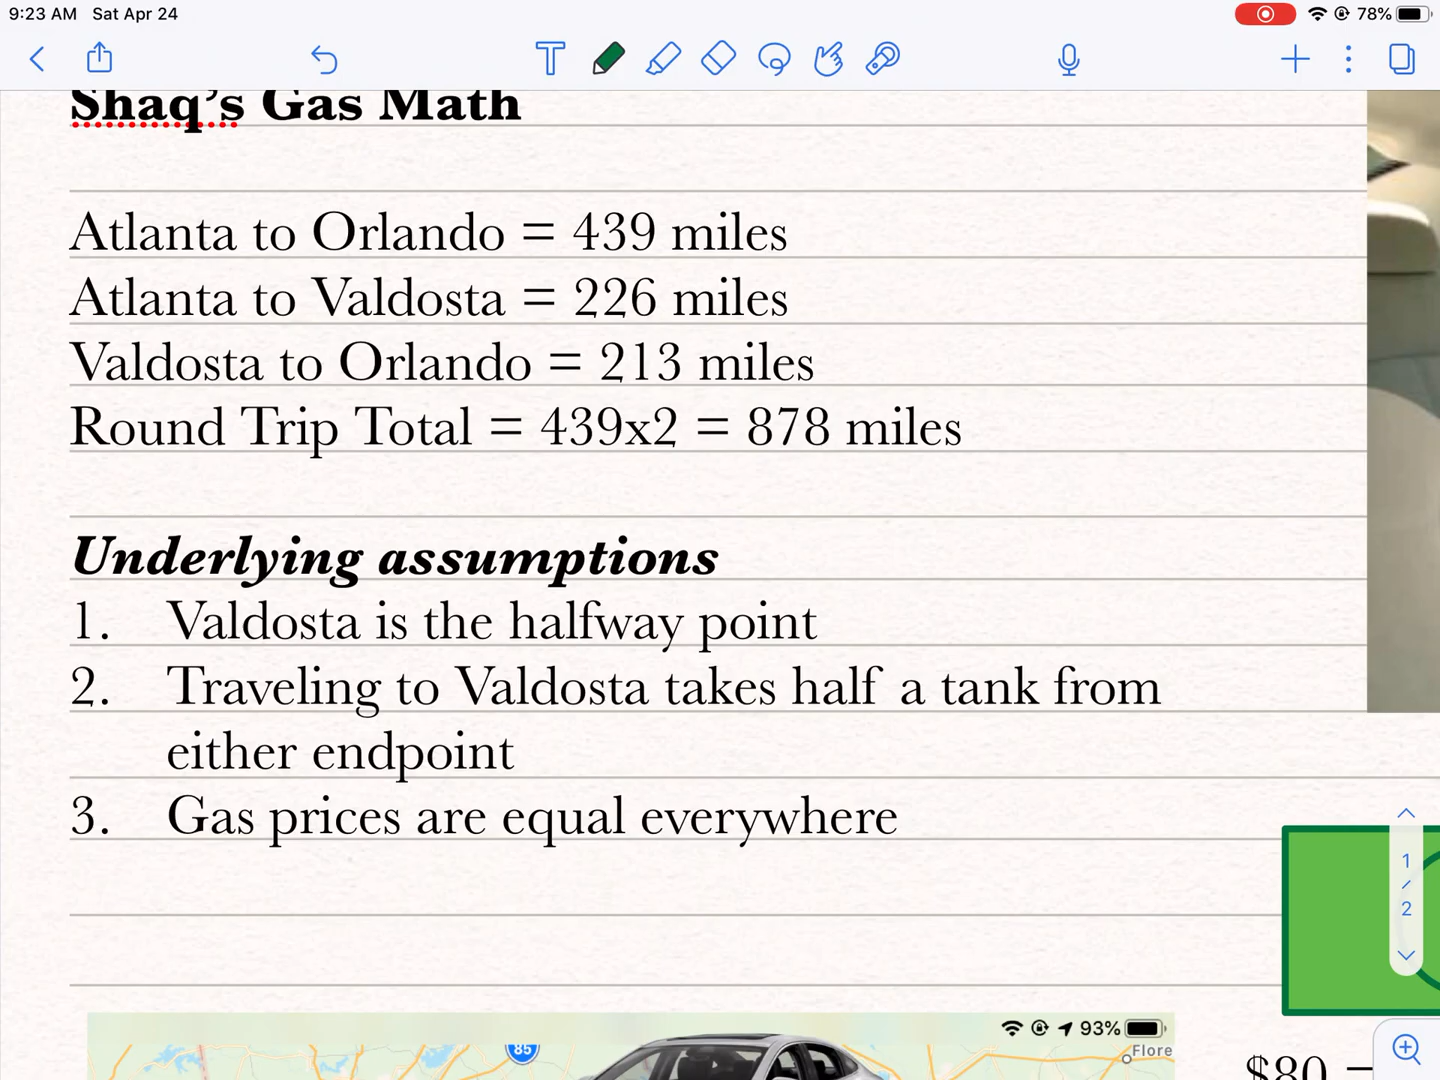 9:23 AM Sat Apr 24
78%
Shaq's Gas Math
Atlanta to Orlando = 439 miles
Atlanta to Valdosta = 226 miles
Valdosta to Orlando = 213 miles
Round Trip Total = 439x2 = 878 miles
Underlying assumptions
1. Valdosta is the halfway point
2. Traveling to Valdosta takes half a tank from
either endpoint
3. Gas prices are equal everywhere
1
/
2
93%
85
Flore
$80 =